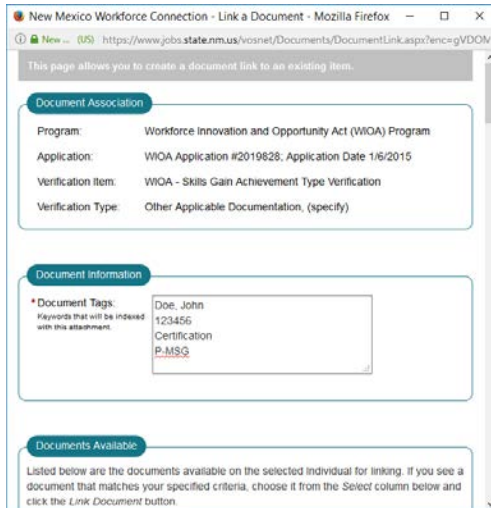 New Mexico Workforce Connection - Link a Document - Mozilla Firefox
New ... (US) https://www.jobs.state.nm.us/vosnet/Documents/DocumentLink.aspx?enc=gVDOM
This page allows you to create a document link to an existing item.
Document Association
Program: Workforce Innovation and Opportunity Act (WIOA) Program
Application: WIOA Application #2019828; Application Date 1/6/2015
Verification Item: WIOA - Skills Gain Achievement Type Verification
Verification Type: Other Applicable Documentation, (specify)
Document Information
*Document Tags:
Keywords that will be indexed
with this attachment.
Doe, John
123456
Certification
P-MSG
Documents Available
Listed below are the documents available on the selected Individual for linking. If you see a
document that matches your specified criteria, choose it from the Select column below and
click the Link Document button.